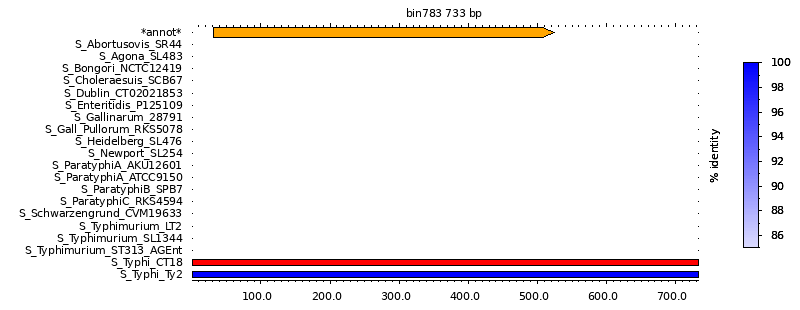 bin783 733 bp
*annot*
S_Abortusovis_SR44
S_Agona_SL483
S_Bongori_NCTC12419
S_Choleraesuis_SCB67
S_Dublin_CT02021853
S_Enteritidis_P125109
S_Gallinarum_28791
S_Gall_Pullorum_RKS5078
S_Heidelberg_SL476
S_Newport_SL254
S_ParatyphiA_AKU12601
S_ParatyphiA_ATCC9150
S_ParatyphiB_SPB7
S_ParatyphiC_RKS4594
S_Schwarzengrund_CVM19633
S_Typhimurium_LT2
S_Typhimurium_SL1344
S_Typhimurium_ST313_AGEnt
S_Typhi_CT18
S_Typhi_Ty2
100.0 200.0 300.0 400.0 500.0 600.0 700.0
% identity
100
98
96
94
92
90
88
86